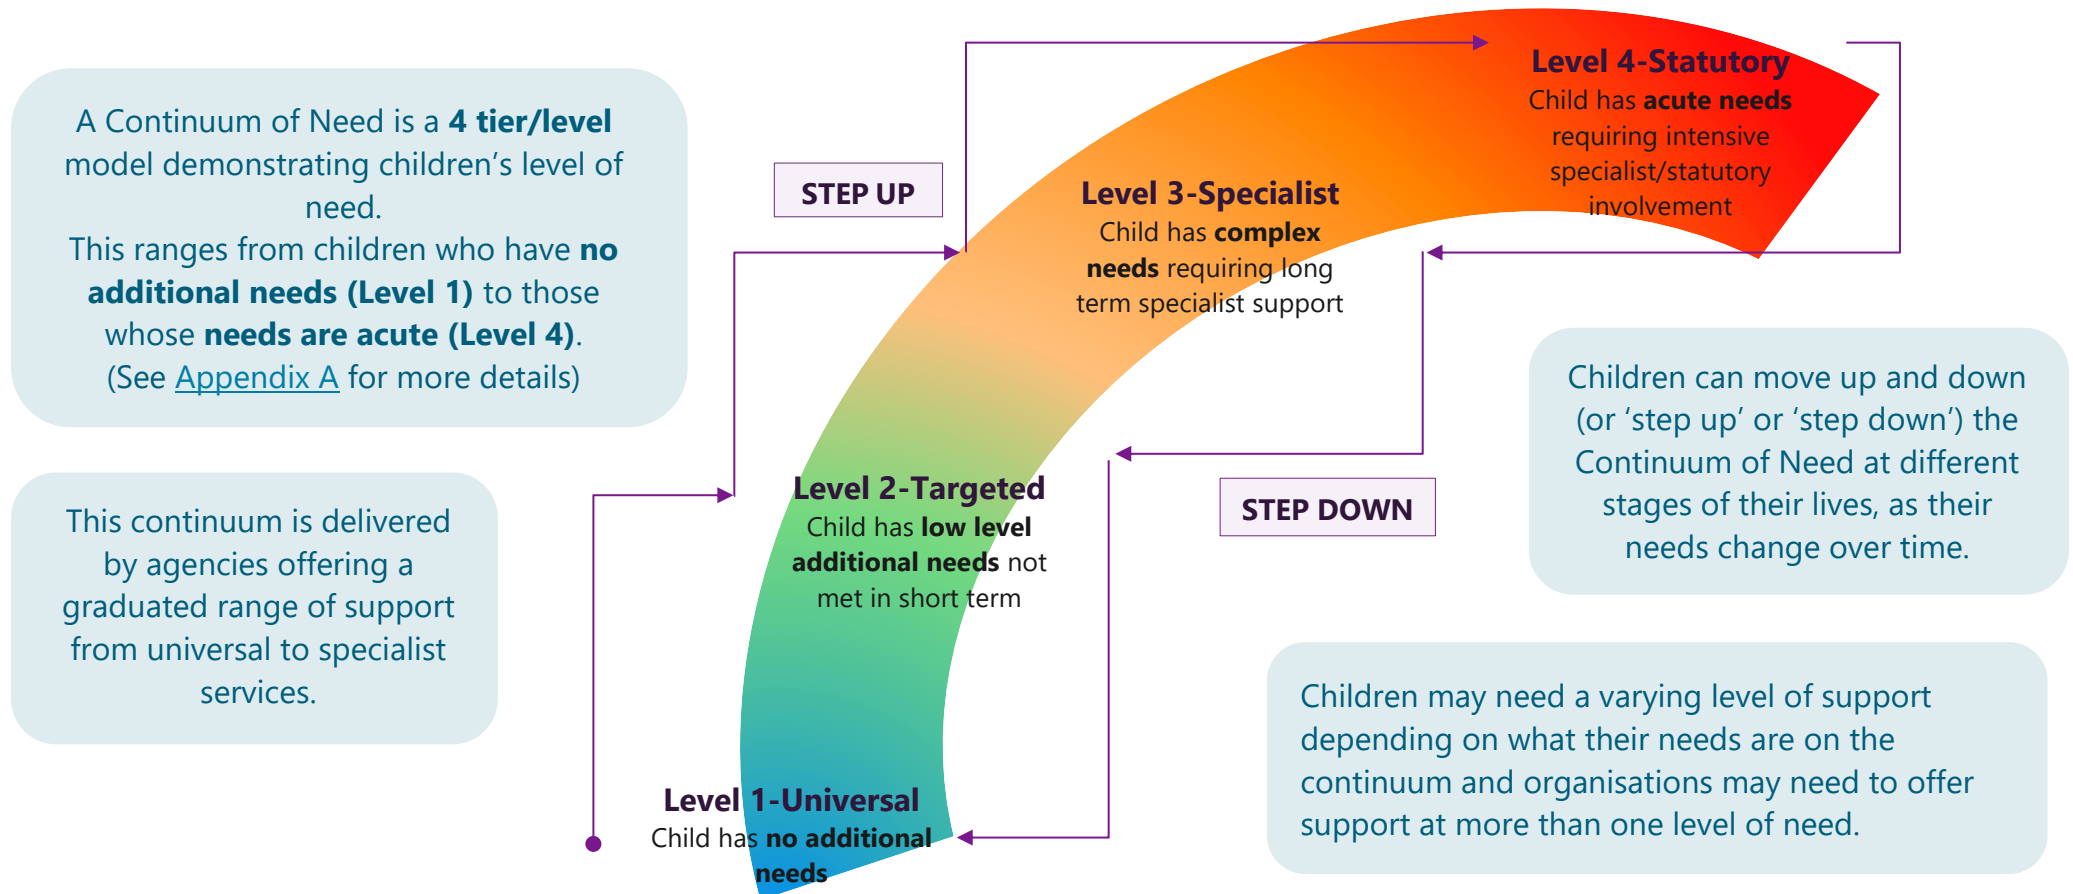 A Continuum of Need is a 4 tier/level
model demonstrating children’s level of
need.
This ranges from children who have no
additional needs (Level 1) to those
whose needs are acute (Level 4).
(See Appendix A for more details)
This continuum is delivered
by agencies offering a
graduated range of support
from universal to specialist
services.
STEP UP
Level 1-Universal
Child has no additional
needs
Level 2-Targeted
Child has low level
additional needs not
met in short term
Level 3-Specialist
Child has complex
needs requiring long
term specialist support
Level 4-Statutory
Child has acute needs
requiring intensive
specialist/statutory
involvement
STEP DOWN
Children can move up and down
(or ‘step up’ or ‘step down’) the
Continuum of Need at different
stages of their lives, as their
needs change over time.
Children may need a varying level of support
depending on what their needs are on the
continuum and organisations may need to offer
support at more than one level of need.